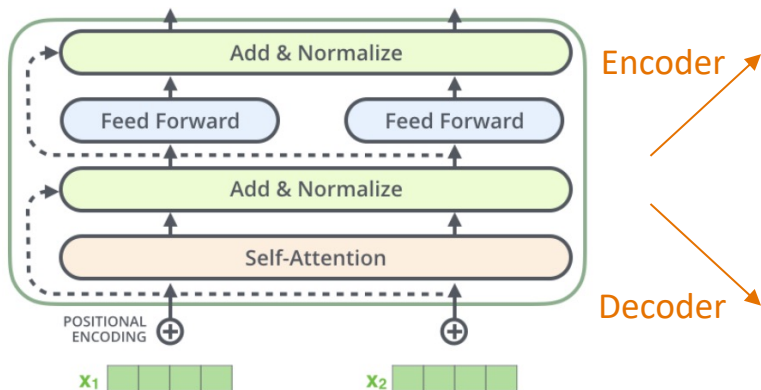 Add & Normalize
Encoder
Feed Forward
Feed Forward
Add & Normalize
Self-Attention
Decoder
POSITIONAL
ENCODING
x₁
x₂